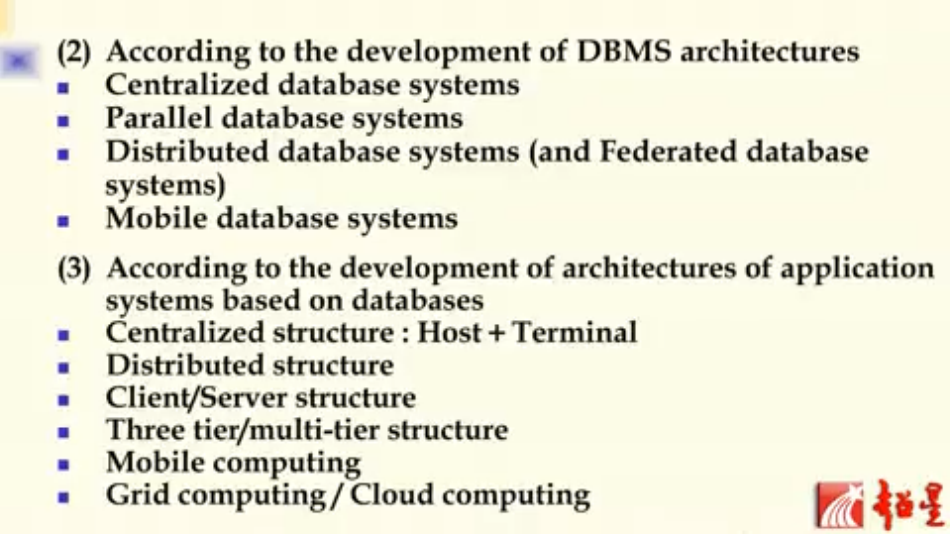 (2) According to the development of DBMS architectures
Centralized database systems
Parallel database systems
Distributed database systems (and Federated database
systems)
Mobile database systems
(3) According to the development of architectures of application
systems based on databases
Centralized structure : Host + Terminal
Distributed structure
Client/Server structure
Three tier/multi-tier structure
Mobile computing
Grid computing / Cloud computing
超星